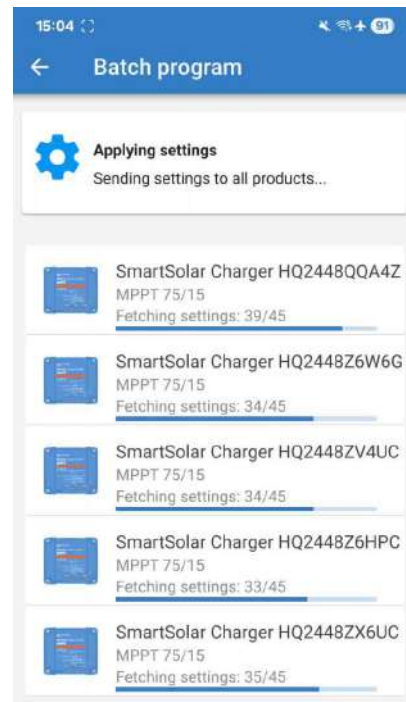 15:04
91
Batch program
Applying settings
Sending settings to all products...
SmartSolar Charger HQ2448QQA4Z
MPPT 75/15
Fetching settings: 39/45
SmartSolar Charger HQ2448Z6W6G
MPPT 75/15
Fetching settings: 34/45
SmartSolar Charger HQ2448ZV4UC
MPPT 75/15
Fetching settings: 34/45
SmartSolar Charger HQ2448Z6HPC
MPPT 75/15
Fetching settings: 33/45
SmartSolar Charger HQ2448ZX6UC
MPPT 75/15
Fetching settings: 35/45